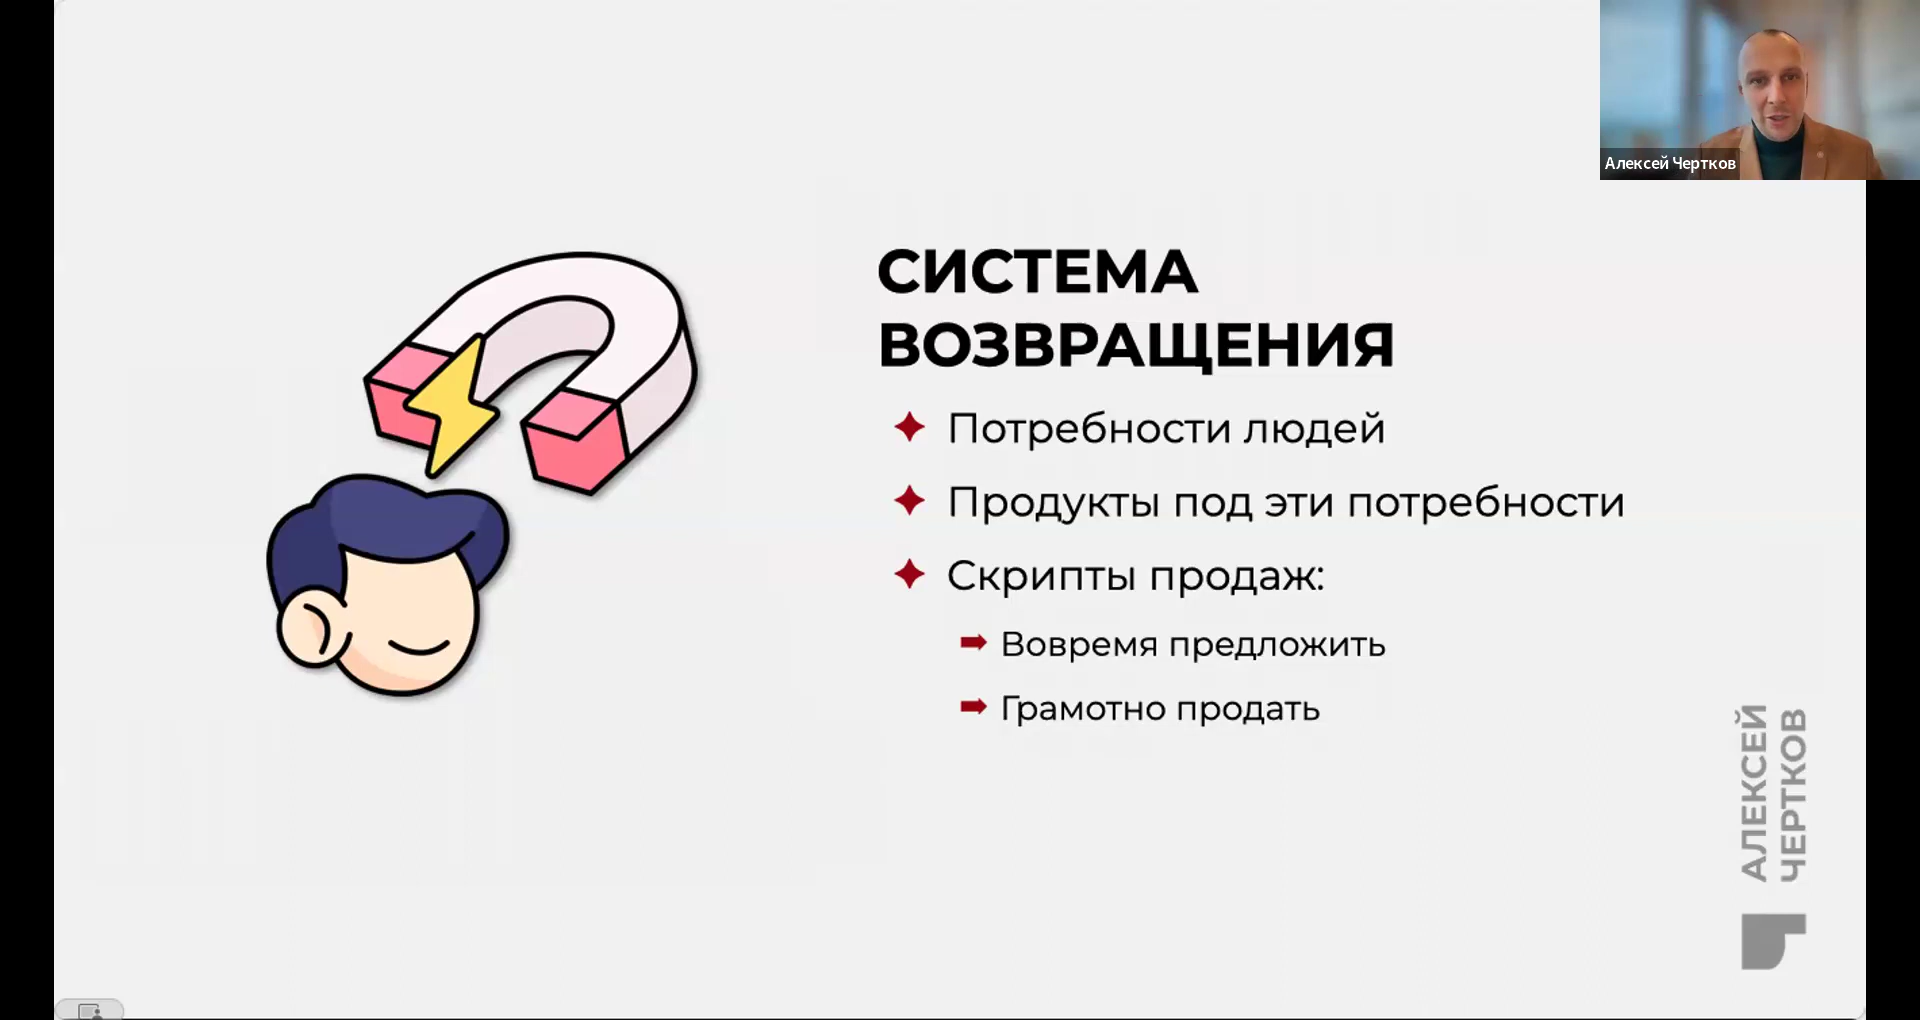 Алексей Чертков
СИСТЕМА
ВОЗВРАЩЕНИЯ
Потребности людей
Продукты под эти потребности
Скрипты продаж:
Вовремя предложить
Грамотно продать
АЛЕКСЕЙ
ЧЕРТКОВ